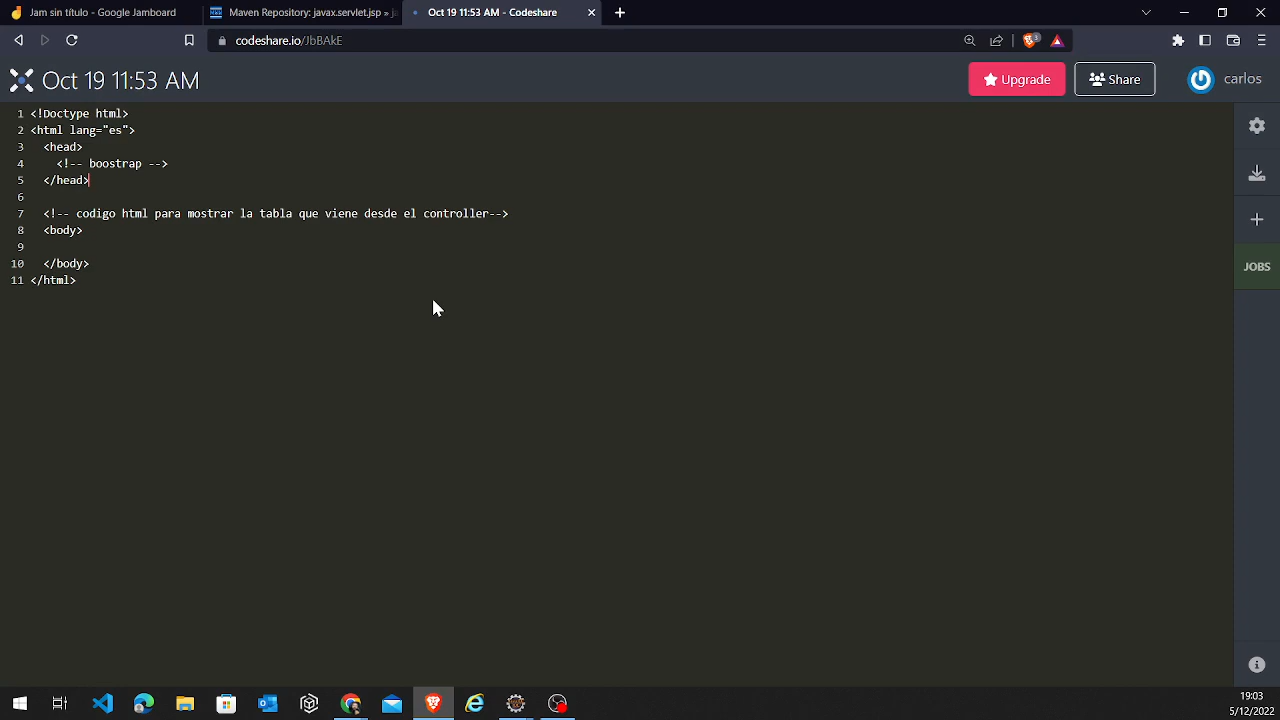 Jam sin título - Google Jamboard
Maven Repository: javax.servlet.jsp » ja
Oct 19 11:53 AM - Codeshare
codeshare.io/JbBAkE
3
Oct 19 11:53 AM
Upgrade
Share
carlos
1 <!Doctype html>
2 <html lang="es">
3 <head>
4 <!-- boostrap -->
5 </head>
6
7 <!-- codigo html para mostrar la tabla que viene desde el controller-->
8 <body>
9
10 </body>
11 </html>
JOBS
19:03
5/12/2022